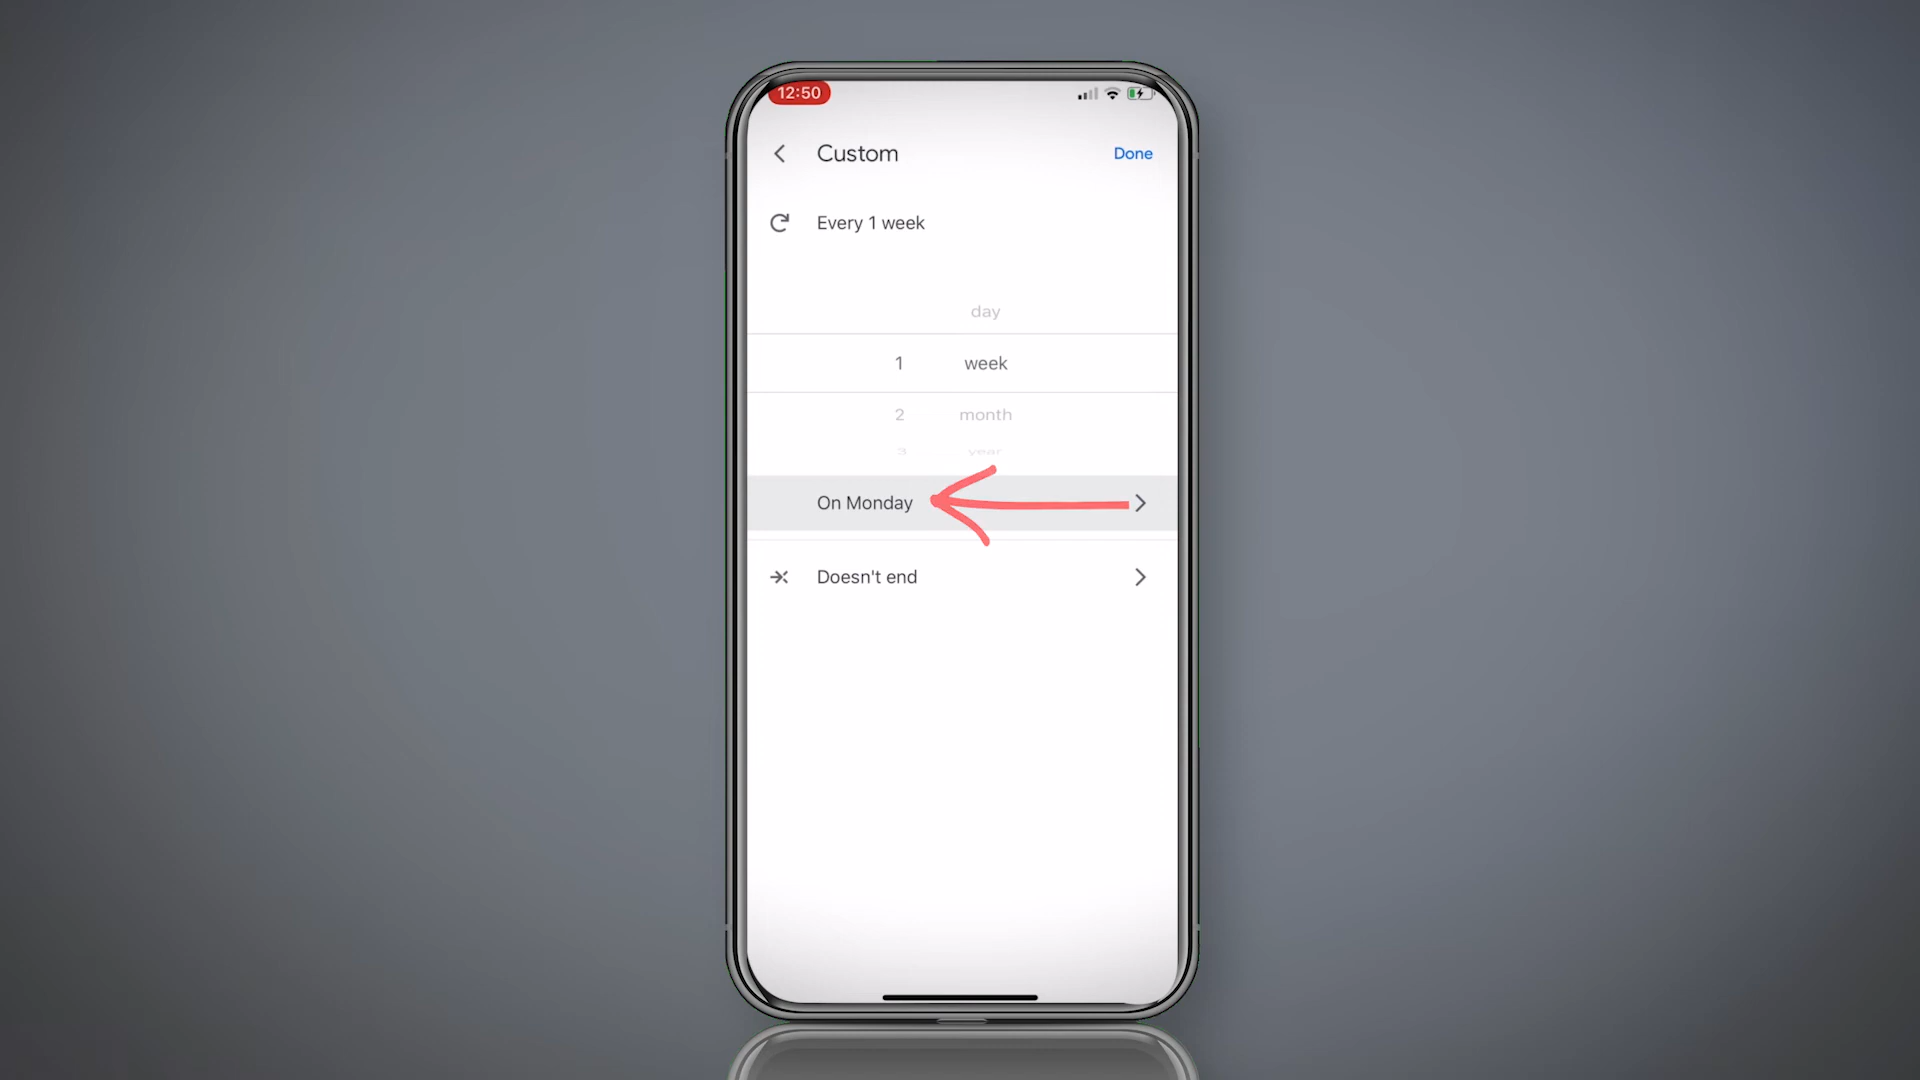 12:50
Custom
Done
Every 1 week
day
1 week
2 month
3 year
On Monday
Doesn't end